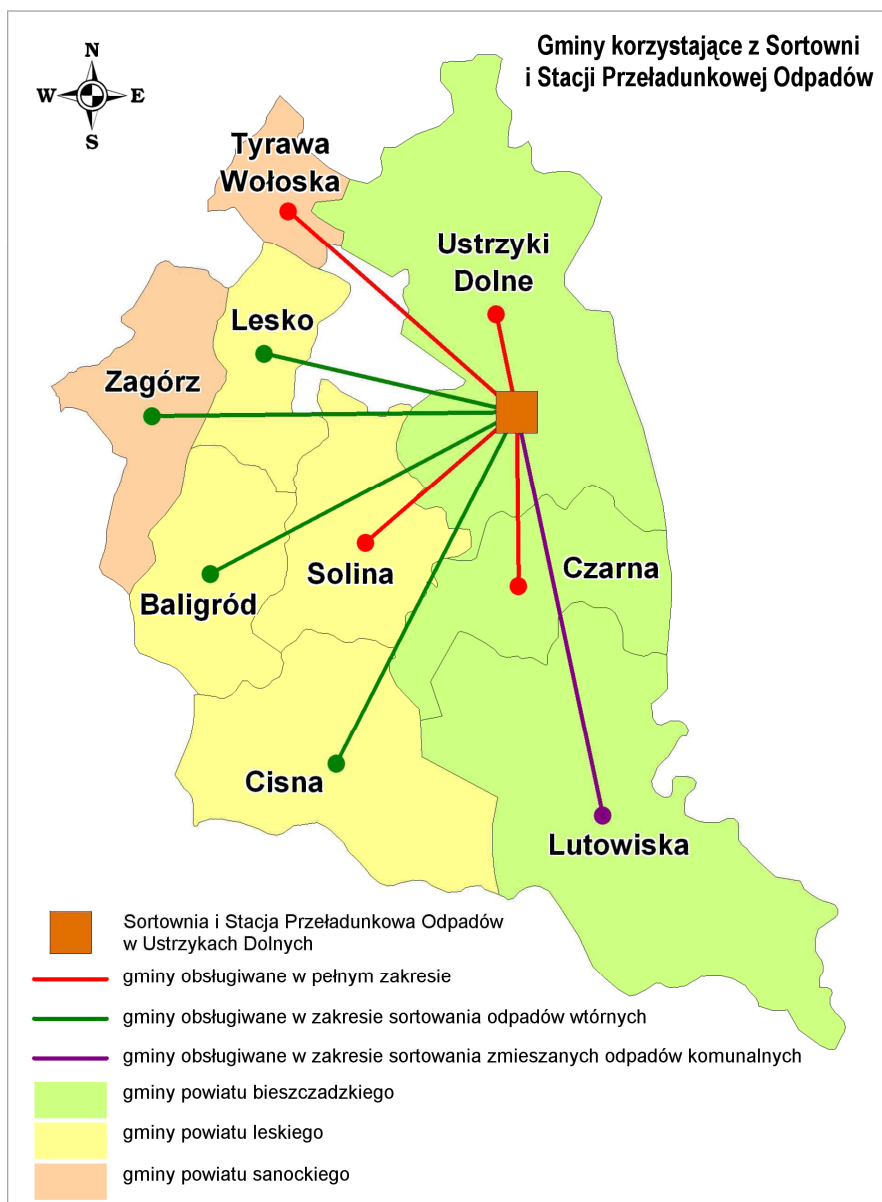 Gminy korzystające z Sortowni
i Stacji Przeładunkowej Odpadów
N
W
E
S
Tyrawa
Wołoska
Ustrzyki
Dolne
Lesko
Zagórz
Solina
Czarna
Baligród
Cisna
Lutowiska
Sortownia i Stacja Przeładunkowa Odpadów
w Ustrzykach Dolnych
gminy obsługiwane w pełnym zakresie
gminy obsługiwane w zakresie sortowania odpadów wtórnych
gminy obsługiwane w zakresie sortowania zmieszanych odpadów komunalnych
gminy powiatu bieszczadzkiego
gminy powiatu leskiego
gminy powiatu sanockiego